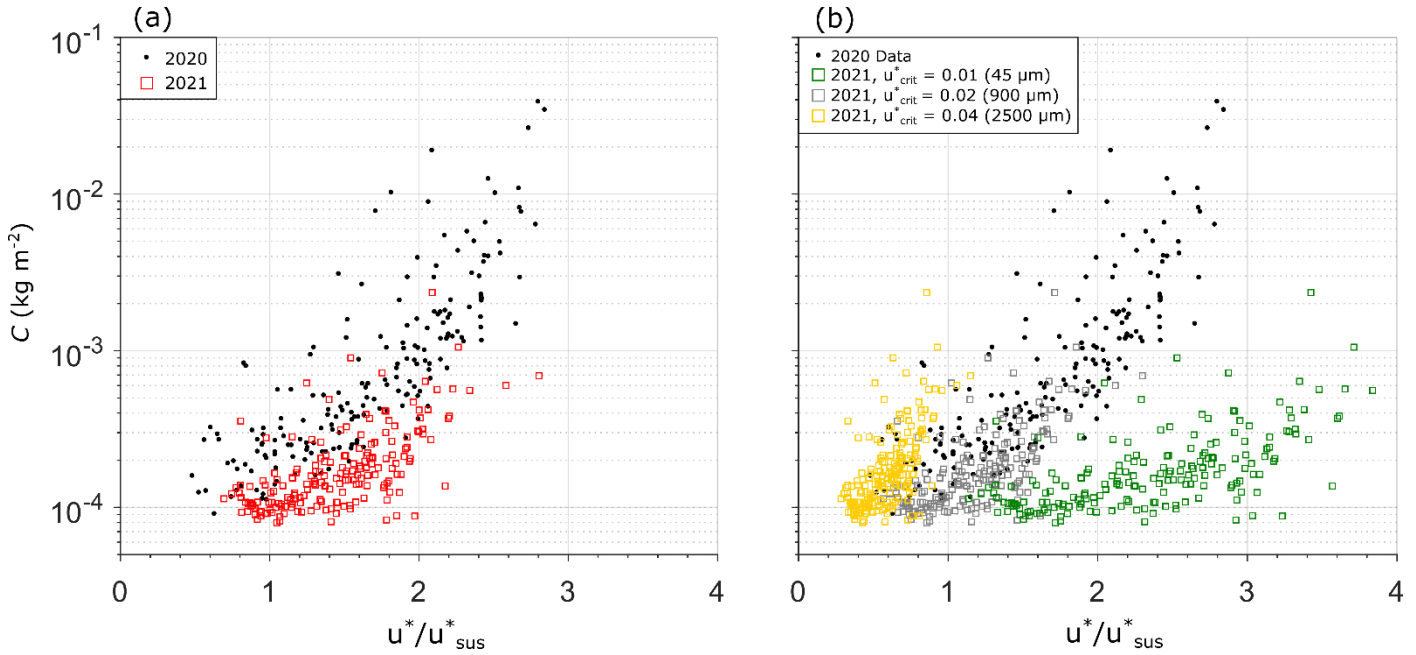 (a)
10⁻¹
10⁻²
10⁻³
10⁻⁴
C (kg m⁻²)
2020
2021
0 1 2 3 4
u*/u*sus
(b)
2020 Data
2021, u*crit = 0.01 (45 µm)
2021, u*crit = 0.02 (900 µm)
2021, u*crit = 0.04 (2500 µm)
0 1 2 3 4
u*/u*sus